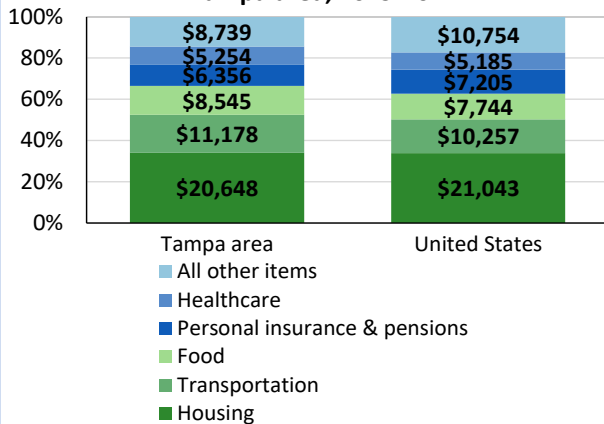 100%
80%
60%
40%
20%
0%
$8,739
$5,254
$6,356
$8,545
$11,178
$20,648
$10,754
$5,185
$7,205
$7,744
$10,257
$21,043
Tampa area
United States
All other items
Healthcare
Personal insurance & pensions
Food
Transportation
Housing